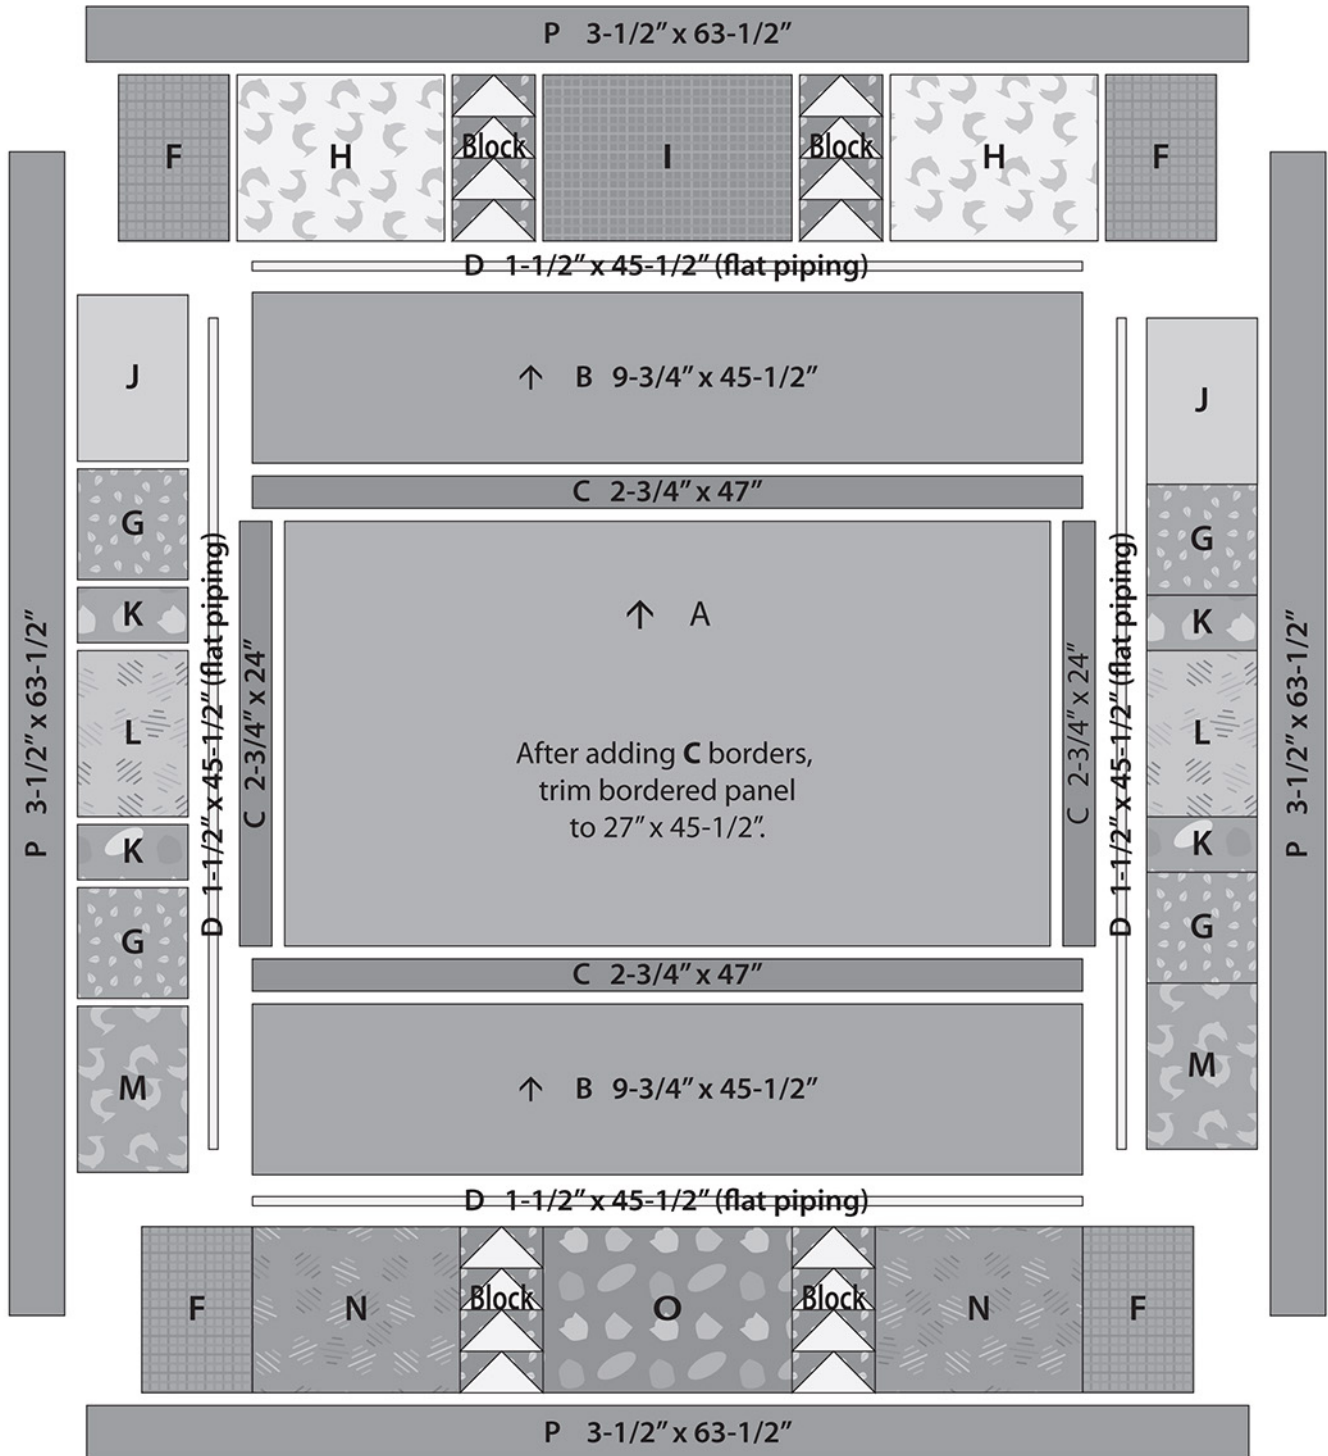 P 3-1/2” x 63-1/2”
F H Block I Block H F
D 1-1/2” x 45-1/2” (flat piping)
P 3-1/2” x 63-1/2”
J
G
K
L
K
G
M
D 1-1/2” x 45-1/2” (flat piping)
↑ B 9-3/4” x 45-1/2”
C 2-3/4” x 47”
C 2-3/4” x 24”
↑ A
After adding C borders,
trim bordered panel
to 27” x 45-1/2”.
C 2-3/4” x 24”
C 2-3/4” x 47”
↑ B 9-3/4” x 45-1/2”
D 1-1/2” x 45-1/2” (flat piping)
J
G
K
L
K
G
M
P 3-1/2” x 63-1/2”
D 1-1/2” x 45-1/2” (flat piping)
F N Block O Block N F
P 3-1/2” x 63-1/2”